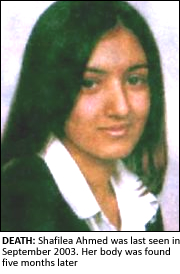 DEATH: Shafilea Ahmed was last seen in
September 2003. Her body was found
five months later